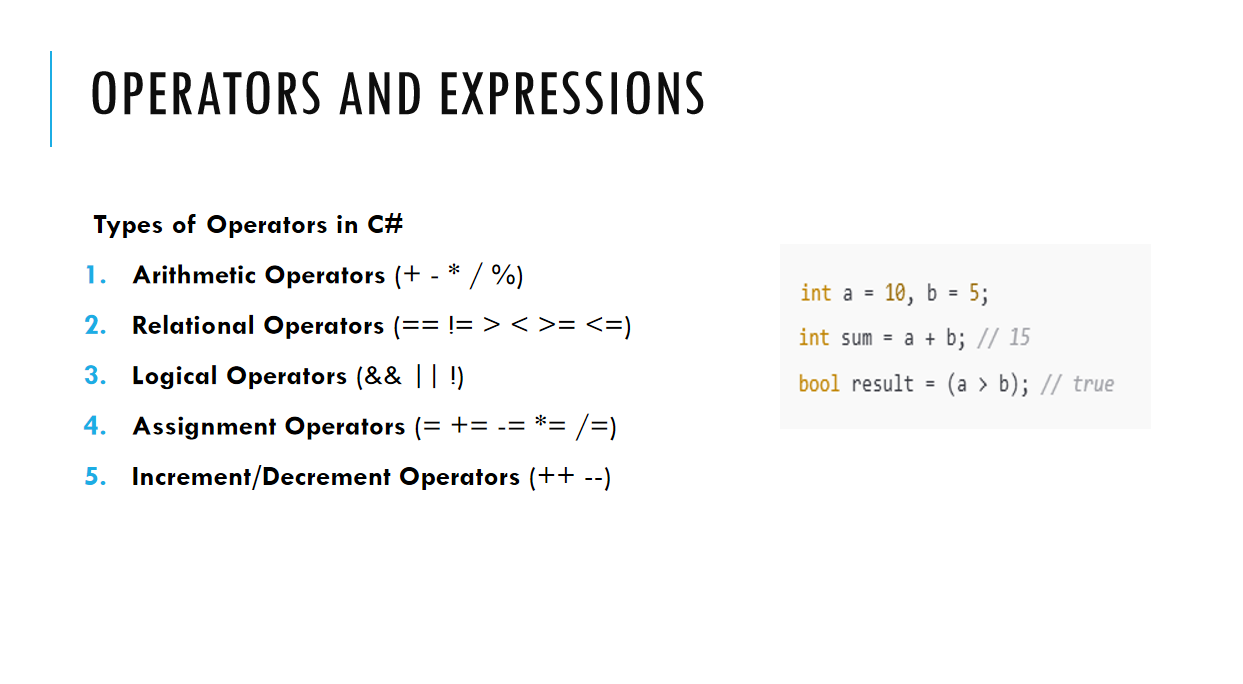 OPERATORS AND EXPRESSIONS
Types of Operators in C#
1. Arithmetic Operators (+ - * / %)
2. Relational Operators (== != > < >= <=)
3. Logical Operators (&& || !)
4. Assignment Operators (= += -= *= /=)
5. Increment/Decrement Operators (++ --)
int a = 10, b = 5;
int sum = a + b; // 15
bool result = (a > b); // true